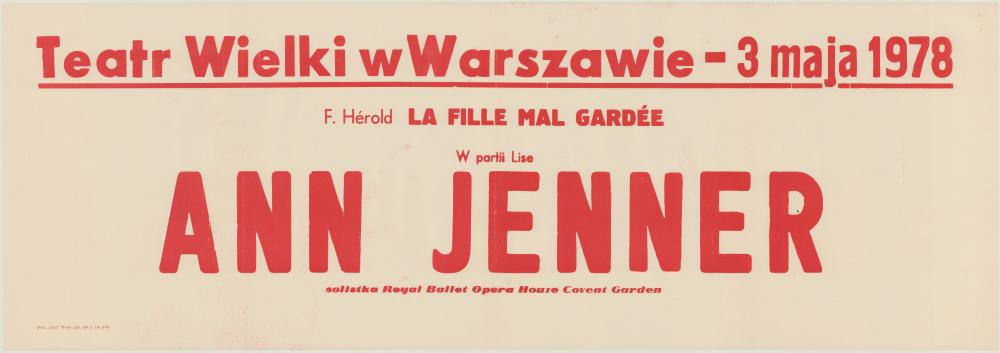 Teatr Wielki w Warszawie - 3 maja 1978
F. Hérold LA FILLE MAL GARDÉE
W partii Lise
ANN JENNER
solistka Royal Ballet Opera House Covent Garden